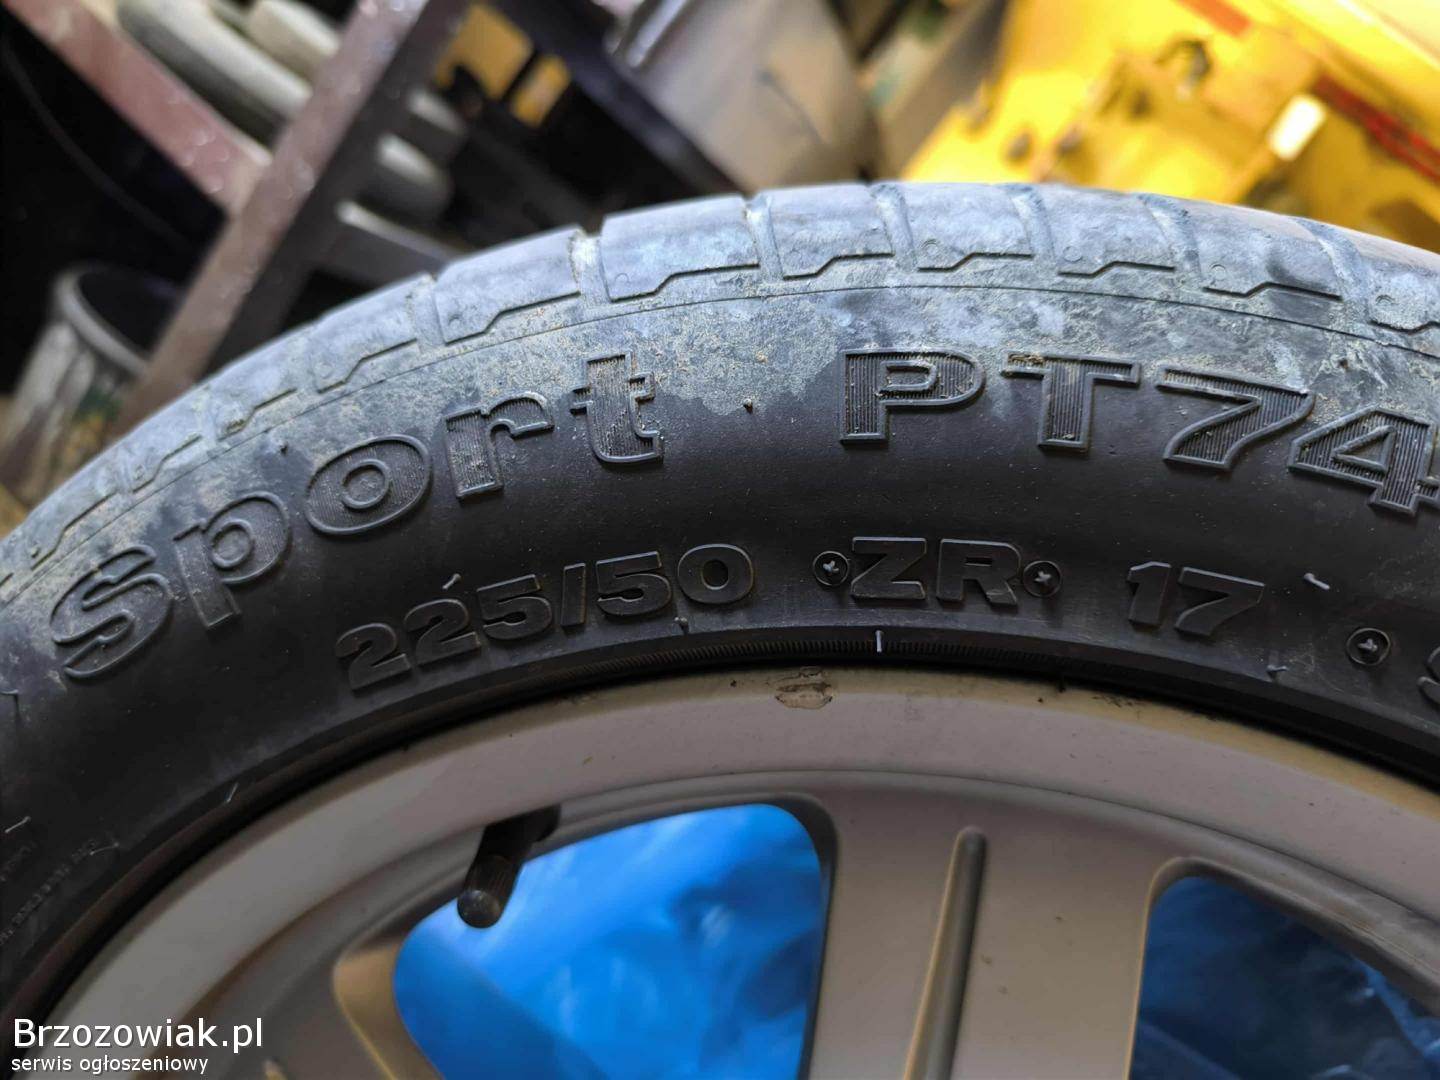 sport PT74
225/50 ZR 17
Brzozowiak.pl
serwis ogłoszeniowy